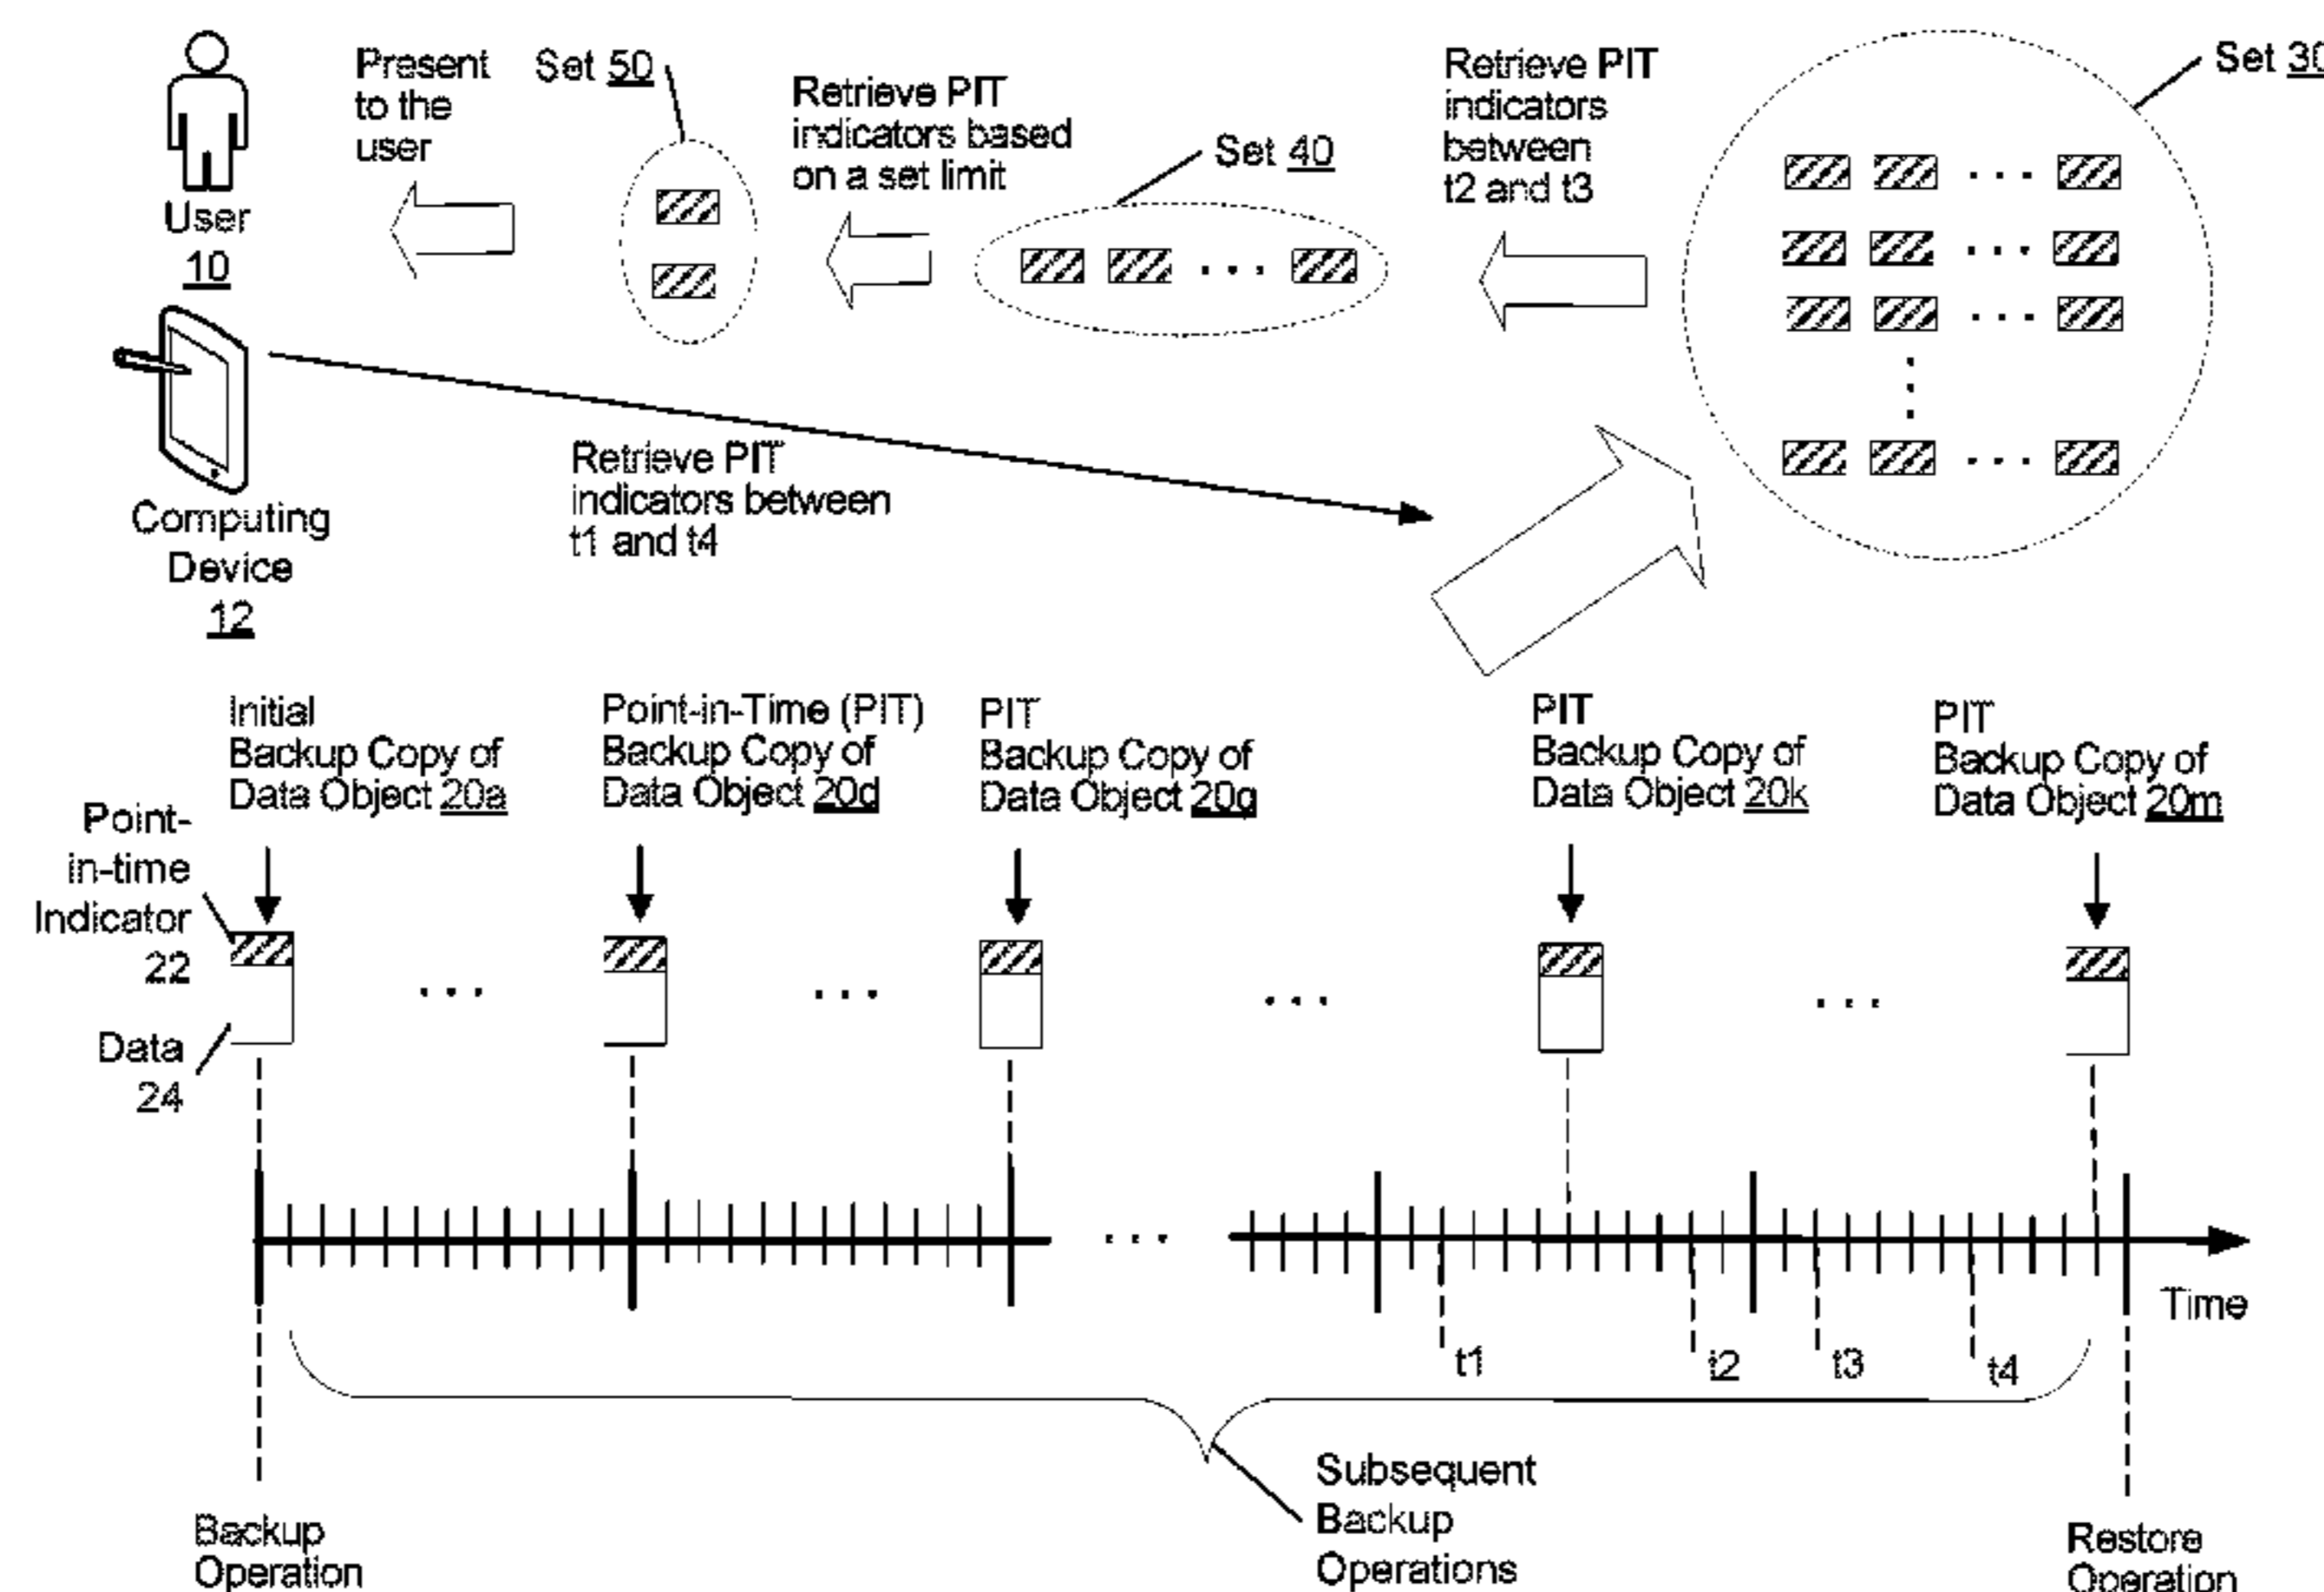 Present
to the
user
Set 50
Retrieve PIT
indicators based
on a set limit
Set 40
Retrieve PIT
indicators
between
t2 and t3
Set 30
User
10
Computing
Device
12
Retrieve PIT
indicators between
t1 and t4
Initial
Backup Copy of
Data Object 20a
Point-in-Time (PIT)
Backup Copy of
Data Object 20d
PIT
Backup Copy of
Data Object 20g
PIT
Backup Copy of
Data Object 20k
PIT
Backup Copy of
Data Object 20m
Point-
in-time
Indicator
22
Data
24
...
...
...
...
...
Time
t1
t2
t3
t4
Backup
Operation
Subsequent
Backup
Operations
Restore
Operation